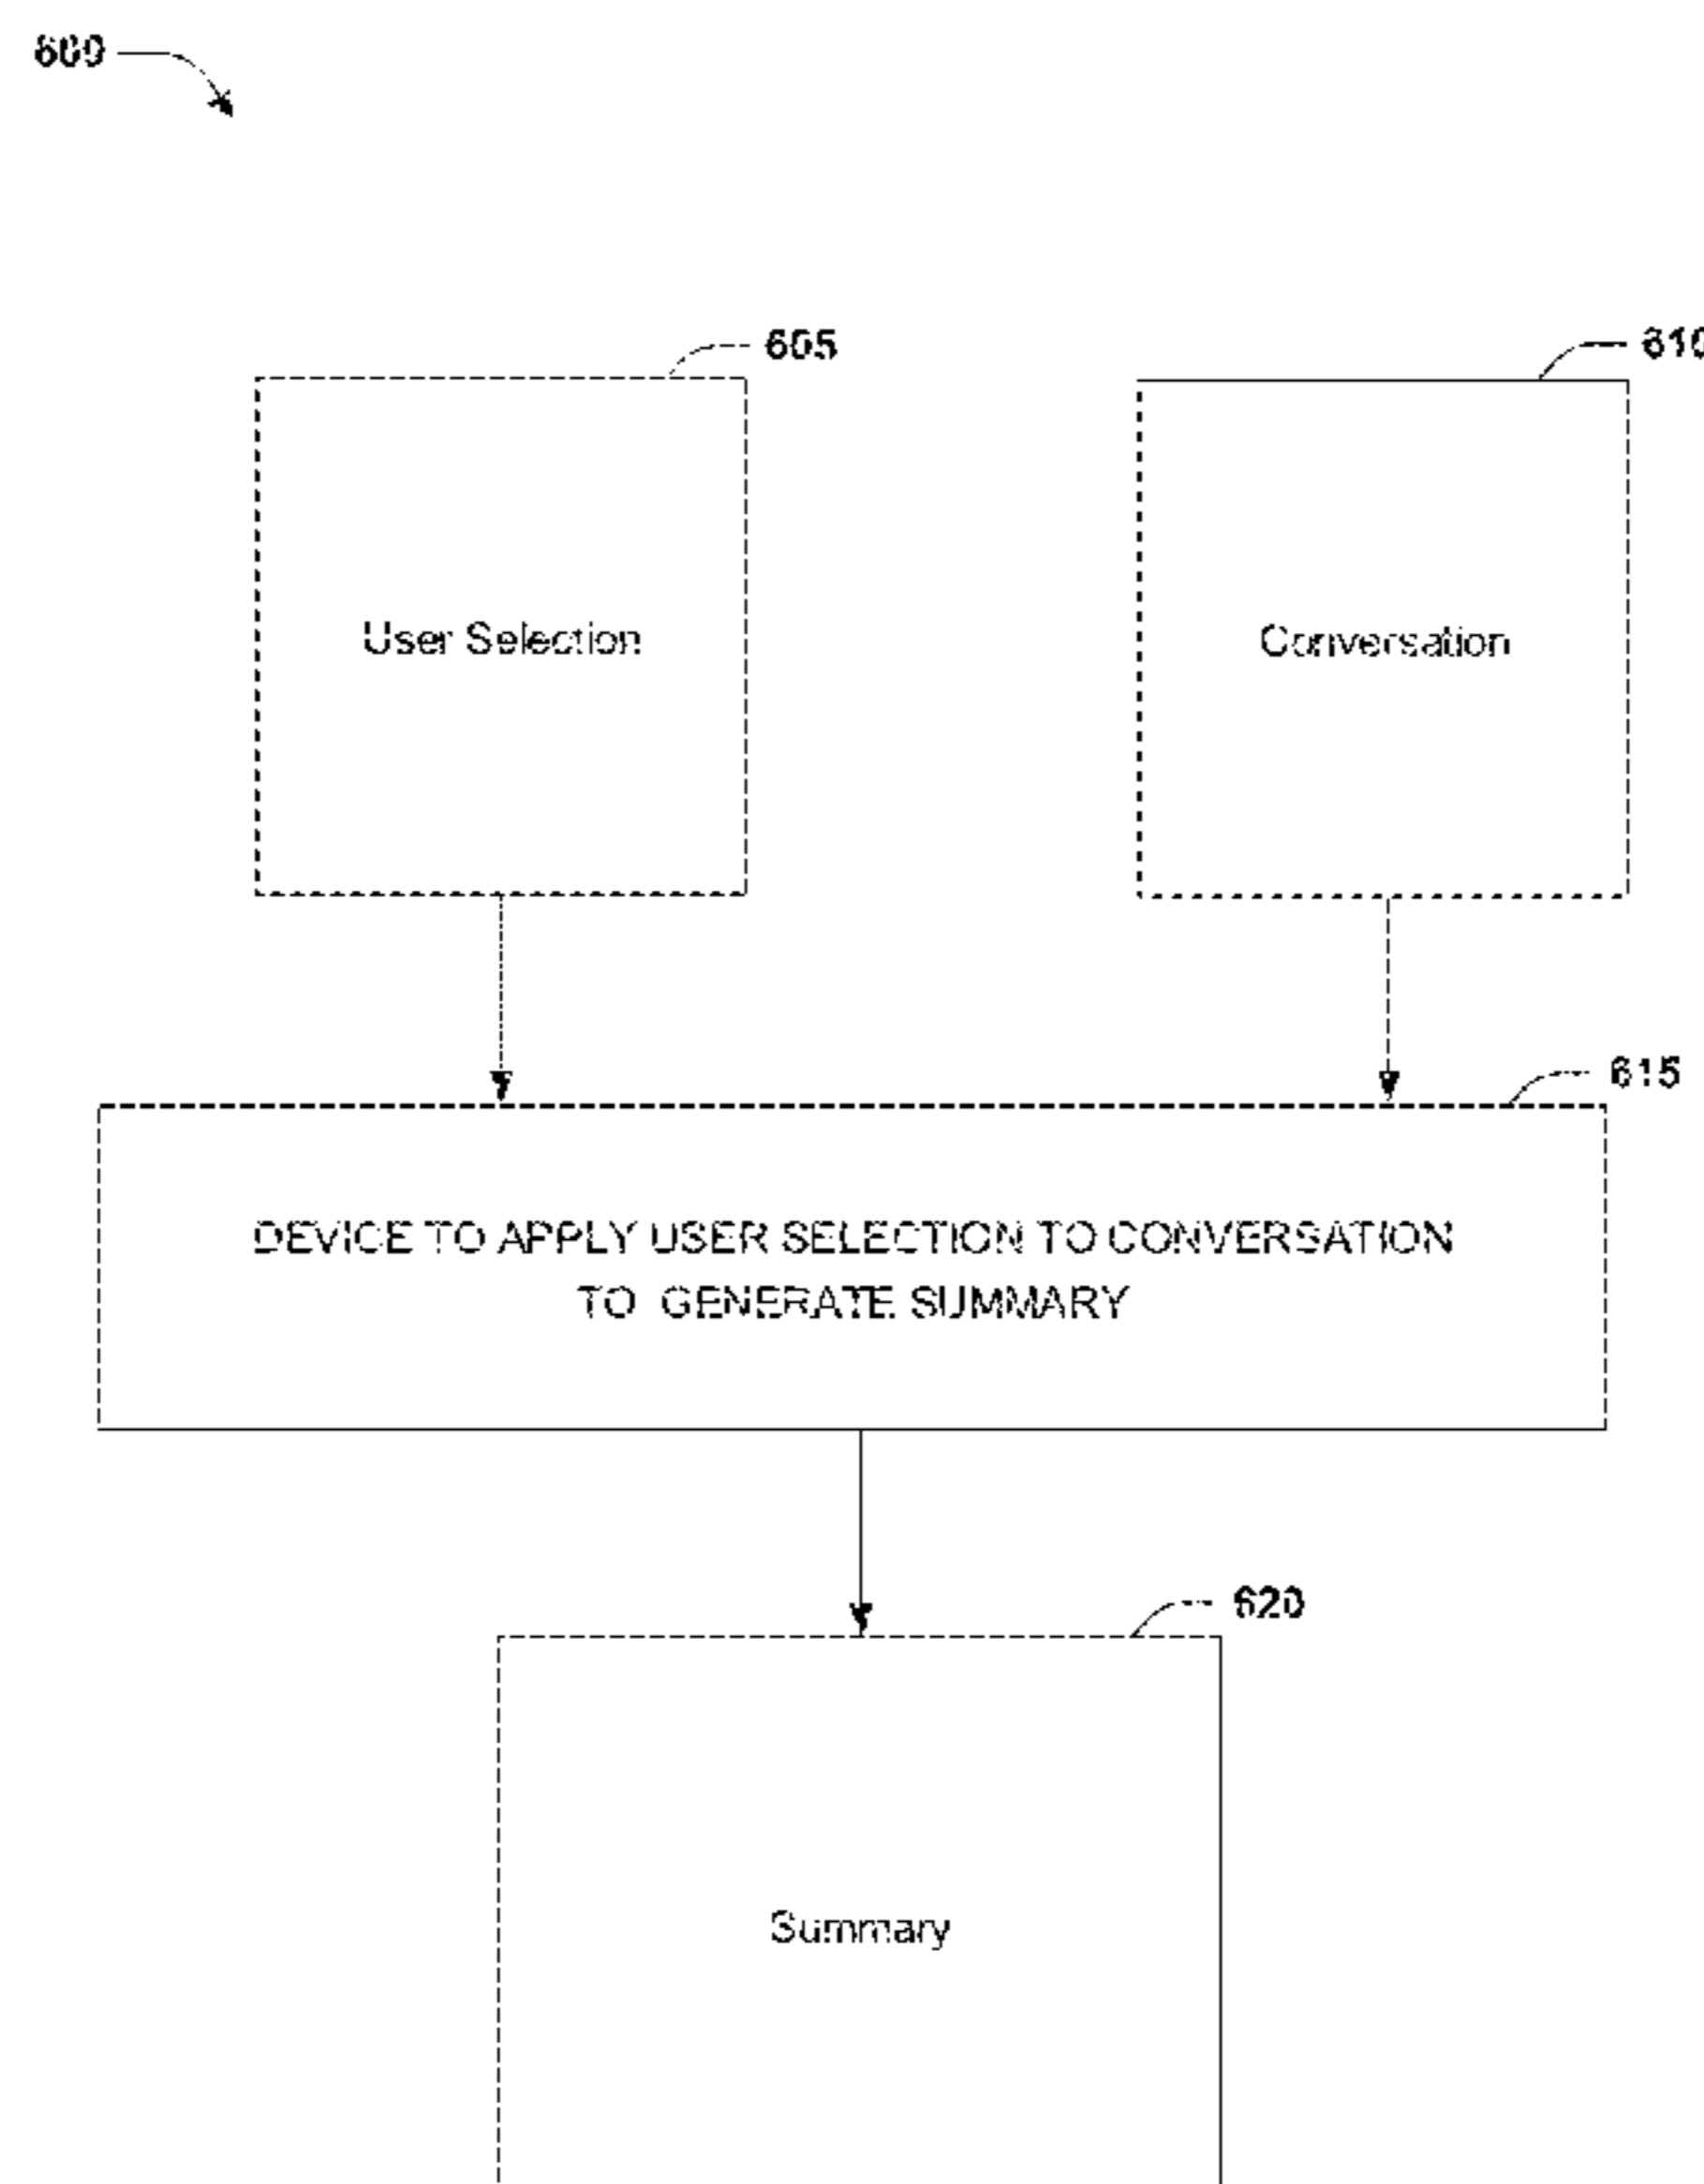 600
605
610
User Selection
Conversation
615
DEVICE TO APPLY USER SELECTION TO CONVERSATION
TO GENERATE SUMMARY
620
Summary